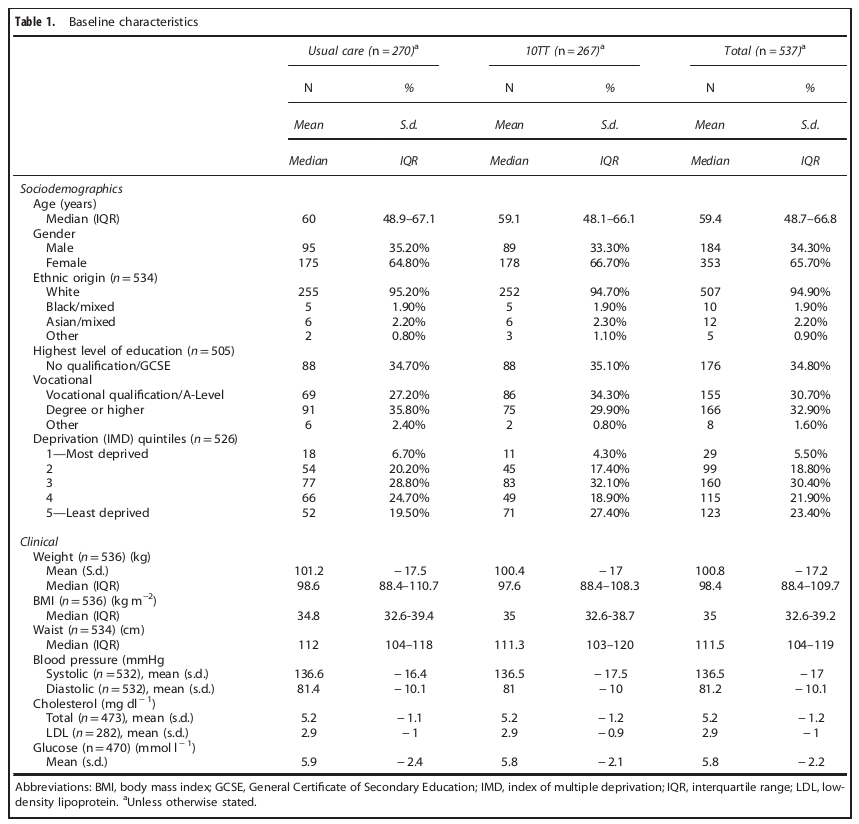 Table 1. Baseline characteristics
Usual care (n = 270)a 10TT (n = 267)a Total (n = 537)a
N % N % N %
Mean S.d. Mean S.d. Mean S.d.
Median IQR Median IQR Median IQR
Sociodemographics
Age (years)
Median (IQR) 60 48.9–67.1 59.1 48.1–66.1 59.4 48.7–66.8
Gender
Male 95 35.20% 89 33.30% 184 34.30%
Female 175 64.80% 178 66.70% 353 65.70%
Ethnic origin (n = 534)
White 255 95.20% 252 94.70% 507 94.90%
Black/mixed 5 1.90% 5 1.90% 10 1.90%
Asian/mixed 6 2.20% 6 2.30% 12 2.20%
Other 2 0.80% 3 1.10% 5 0.90%
Highest level of education (n = 505)
No qualification/GCSE 88 34.70% 88 35.10% 176 34.80%
Vocational
Vocational qualification/A-Level 69 27.20% 86 34.30% 155 30.70%
Degree or higher 91 35.80% 75 29.90% 166 32.90%
Other 6 2.40% 2 0.80% 8 1.60%
Deprivation (IMD) quintiles (n = 526)
1—Most deprived 18 6.70% 11 4.30% 29 5.50%
2 54 20.20% 45 17.40% 99 18.80%
3 77 28.80% 83 32.10% 160 30.40%
4 66 24.70% 49 18.90% 115 21.90%
5—Least deprived 52 19.50% 71 27.40% 123 23.40%
Clinical
Weight (n = 536) (kg)
Mean (S.d.) 101.2 − 17.5 100.4 − 17 100.8 − 17.2
Median (IQR) 98.6 88.4–110.7 97.6 88.4–108.3 98.4 88.4–109.7
BMI (n = 536) (kg m−2)
Median (IQR) 34.8 32.6-39.4 35 32.6-38.7 35 32.6-39.2
Waist (n = 534) (cm)
Median (IQR) 112 104–118 111.3 103–120 111.5 104–119
Blood pressure (mmHg
Systolic (n = 532), mean (s.d.) 136.6 − 16.4 136.5 − 17.5 136.5 − 17
Diastolic (n = 532), mean (s.d.) 81.4 − 10.1 81 − 10 81.2 − 10.1
Cholesterol (mg dl − 1)
Total (n = 473), mean (s.d.) 5.2 − 1.1 5.2 − 1.2 5.2 − 1.2
LDL (n = 282), mean (s.d.) 2.9 − 1 2.9 − 0.9 2.9 − 1
Glucose (n = 470) (mmol l − 1)
Mean (s.d.) 5.9 − 2.4 5.8 − 2.1 5.8 − 2.2
Abbreviations: BMI, body mass index; GCSE, General Certificate of Secondary Education; IMD, index of multiple deprivation; IQR, interquartile range; LDL, low-
density lipoprotein. aUnless otherwise stated.